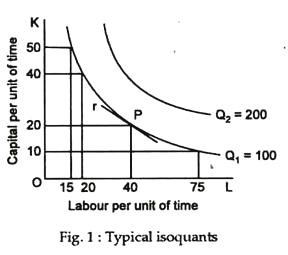 K
Capital per unit of time
50
40
20
10
O
15 20 40 75 L
r
P
Q₂ = 200
Q₁ = 100
Labour per unit of time
Fig. 1 : Typical isoquants